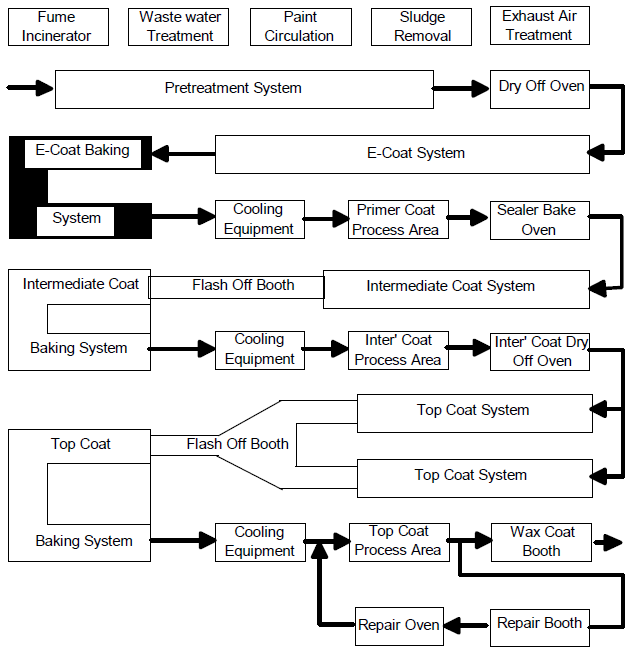 Fume
Incinerator
Waste water
Treatment
Paint
Circulation
Sludge
Removal
Exhaust Air
Treatment
Pretreatment System
Dry Off Oven
E-Coat Baking
E-Coat System
System
Cooling
Equipment
Primer Coat
Process Area
Sealer Bake
Oven
Intermediate Coat
Flash Off Booth
Intermediate Coat System
Baking System
Cooling
Equipment
Inter' Coat
Process Area
Inter' Coat Dry
Off Oven
Top Coat System
Top Coat
Flash Off Booth
Top Coat System
Baking System
Cooling
Equipment
Top Coat
Process Area
Wax Coat
Booth
Repair Oven
Repair Booth